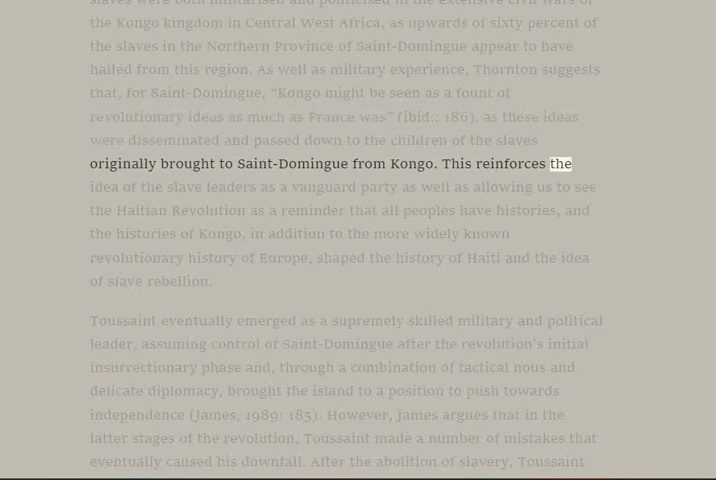 slaves were both militarised and politicised in the extensive civil wars of
the Kongo kingdom in Central West Africa, as upwards of sixty percent of
the slaves in the Northern Province of Saint-Domingue appear to have
hailed from this region. As well as military experience, Thornton suggests
that, for Saint-Domingue, “Kongo might be seen as a fount of
revolutionary ideas as much as France was” (ibid.: 186), as these ideas
were disseminated and passed down to the children of the slaves
originally brought to Saint-Domingue from Kongo. This reinforces the
idea of the slave leaders as a vanguard party as well as allowing us to see
the Haitian Revolution as a reminder that all peoples have histories, and
the histories of Kongo, in addition to the more widely known
revolutionary history of Europe, shaped the history of Haiti and the idea
of slave rebellion.
Toussaint eventually emerged as a supremely skilled military and political
leader, assuming control of Saint-Domingue after the revolution’s initial
insurrectionary phase and, through a combination of tactical nous and
delicate diplomacy, brought the island to a position to push towards
independence (James, 1989: 185). However, James argues that in the
latter stages of the revolution, Toussaint made a number of mistakes that
eventually caused his downfall. After the abolition of slavery, Toussaint